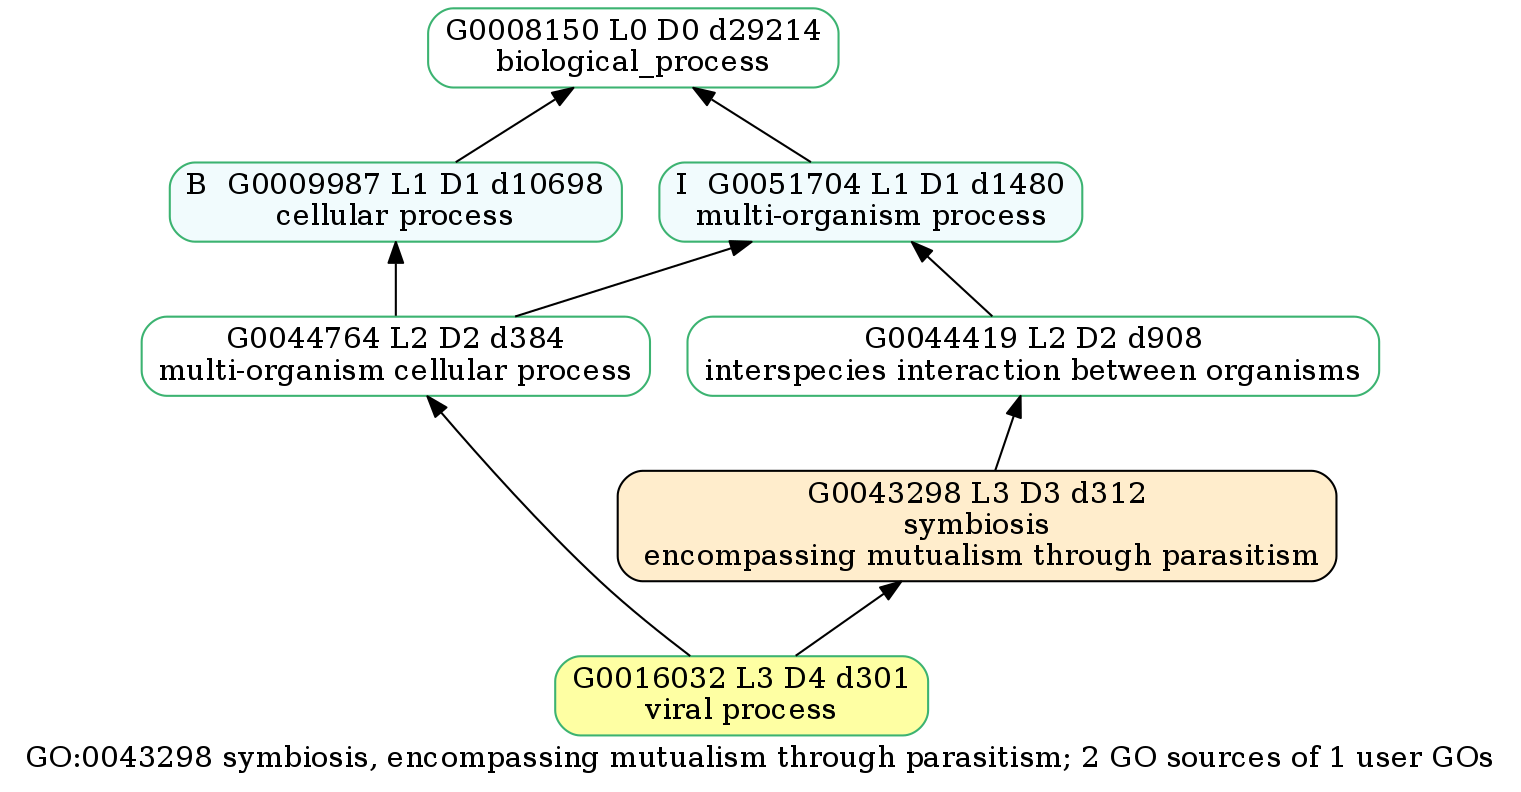 G0008150 L0 D0 d29214
biological_process
B  G0009987 L1 D1 d10698
cellular process
I  G0051704 L1 D1 d1480
multi-organism process
G0044764 L2 D2 d384
multi-organism cellular process
G0044419 L2 D2 d908
interspecies interaction between organisms
G0043298 L3 D3 d312
symbiosis
encompassing mutualism through parasitism
G0016032 L3 D4 d301
viral process
GO:0043298 symbiosis, encompassing mutualism through parasitism; 2 GO sources of 1 user GOs